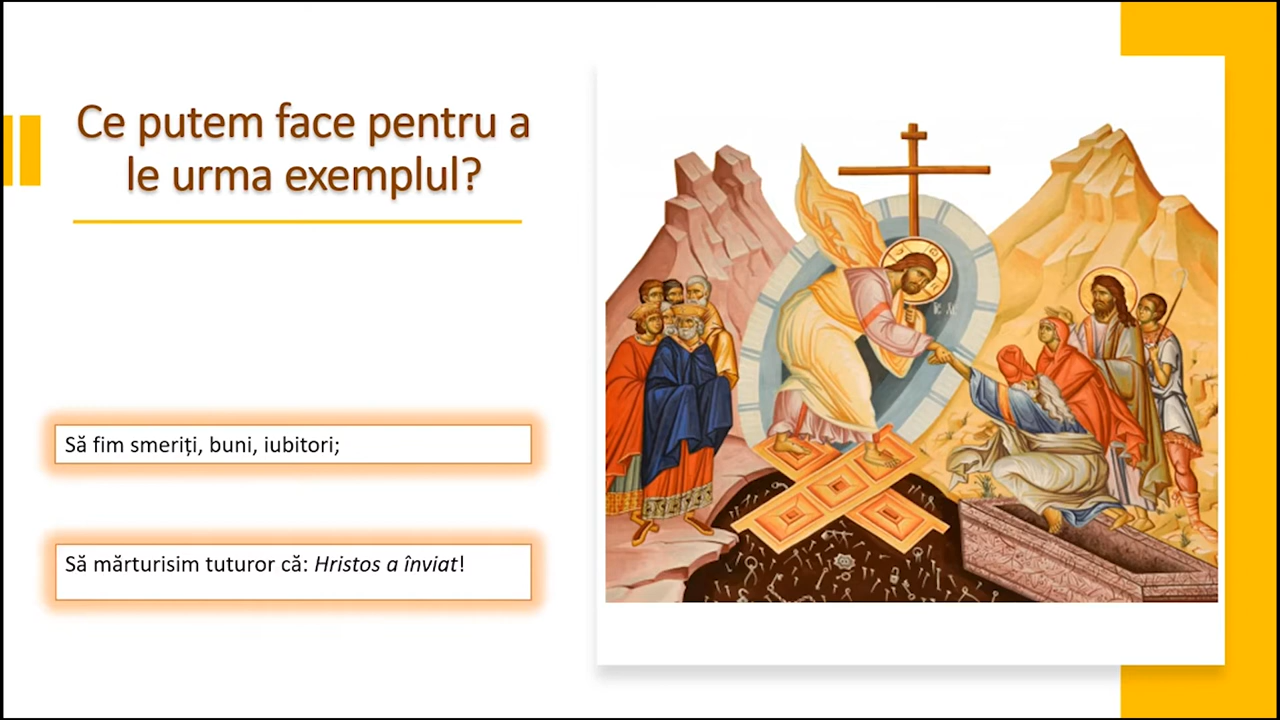 Ce putem face pentru a
le urma exemplul?
Să fim smeriți, buni, iubitori;
Să mărturisim tuturor că: Hristos a înviat!